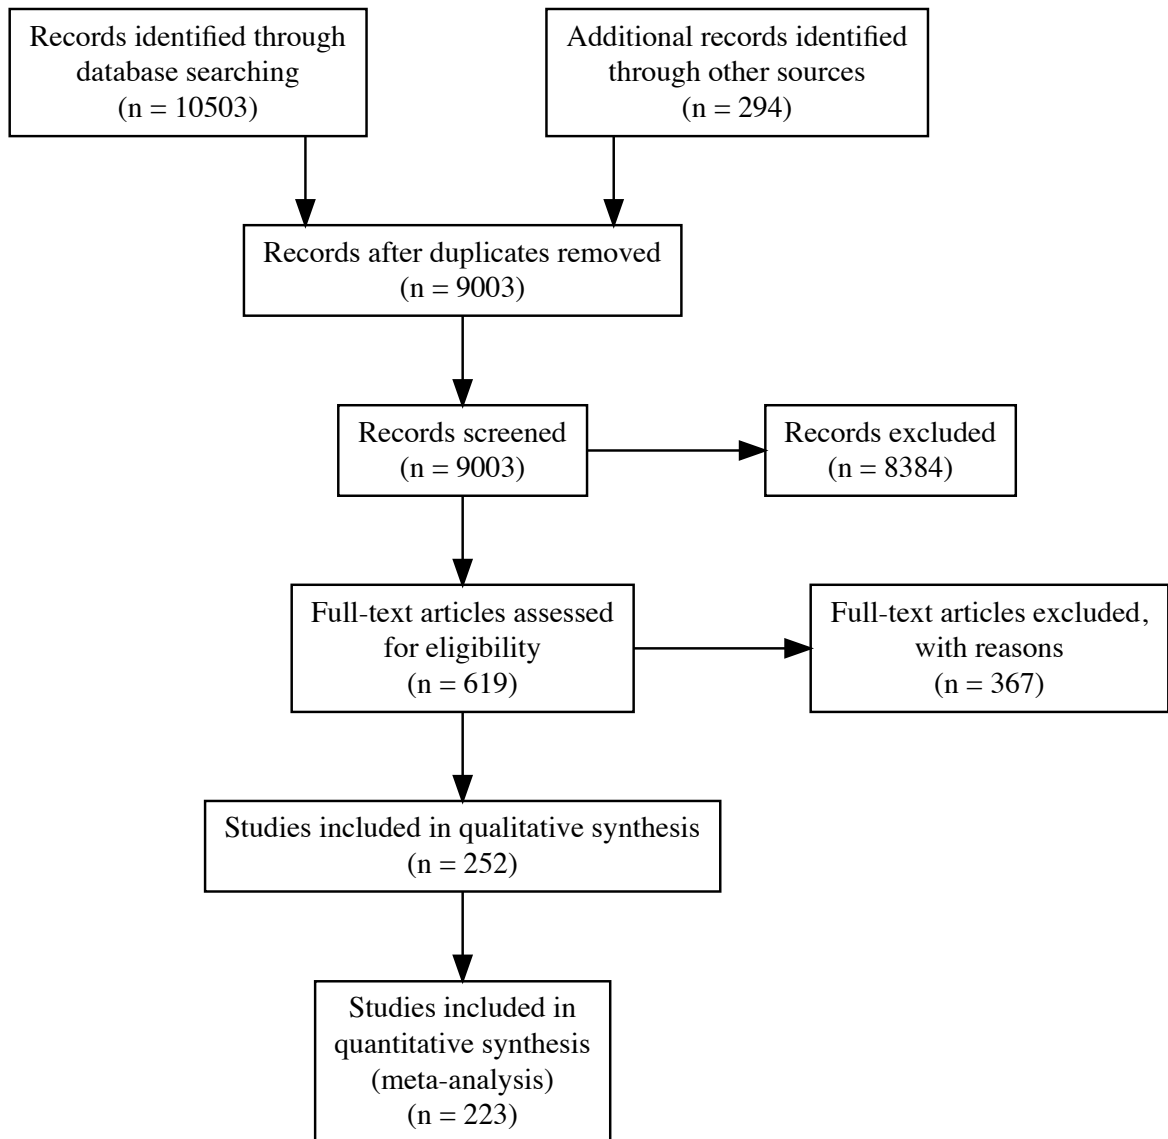 Records identified through
database searching
(n = 10503)
Additional records identified
through other sources
(n = 294)
Records after duplicates removed
(n = 9003)
Records screened
(n = 9003)
Records excluded
(n = 8384)
Full-text articles assessed
for eligibility
(n = 619)
Full-text articles excluded,
with reasons
(n = 367)
Studies included in qualitative synthesis
(n = 252)
Studies included in
quantitative synthesis
(meta-analysis)
(n = 223)